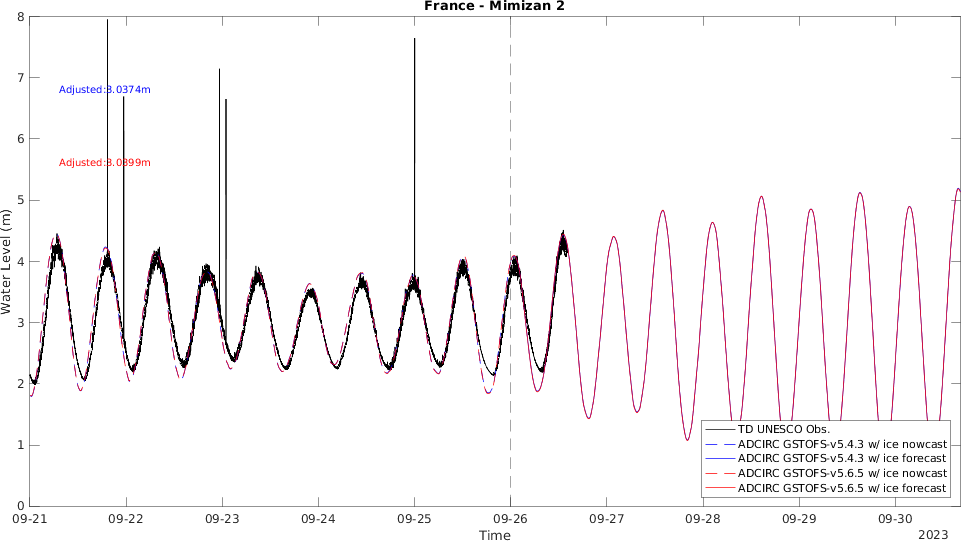 France - Mimizan 2
8
7
6
5
4
3
2
1
0
Water Level (m)
Adjusted:3.0374m
Adjusted:3.0399m
TD UNESCO Obs.
ADCIRC GSTOFS-v5.4.3 w/ ice nowcast
ADCIRC GSTOFS-v5.4.3 w/ ice forecast
ADCIRC GSTOFS-v5.6.5 w/ ice nowcast
ADCIRC GSTOFS-v5.6.5 w/ ice forecast
09-21 09-22 09-23 09-24 09-25 09-26 09-27 09-28 09-29 09-30
Time
2023